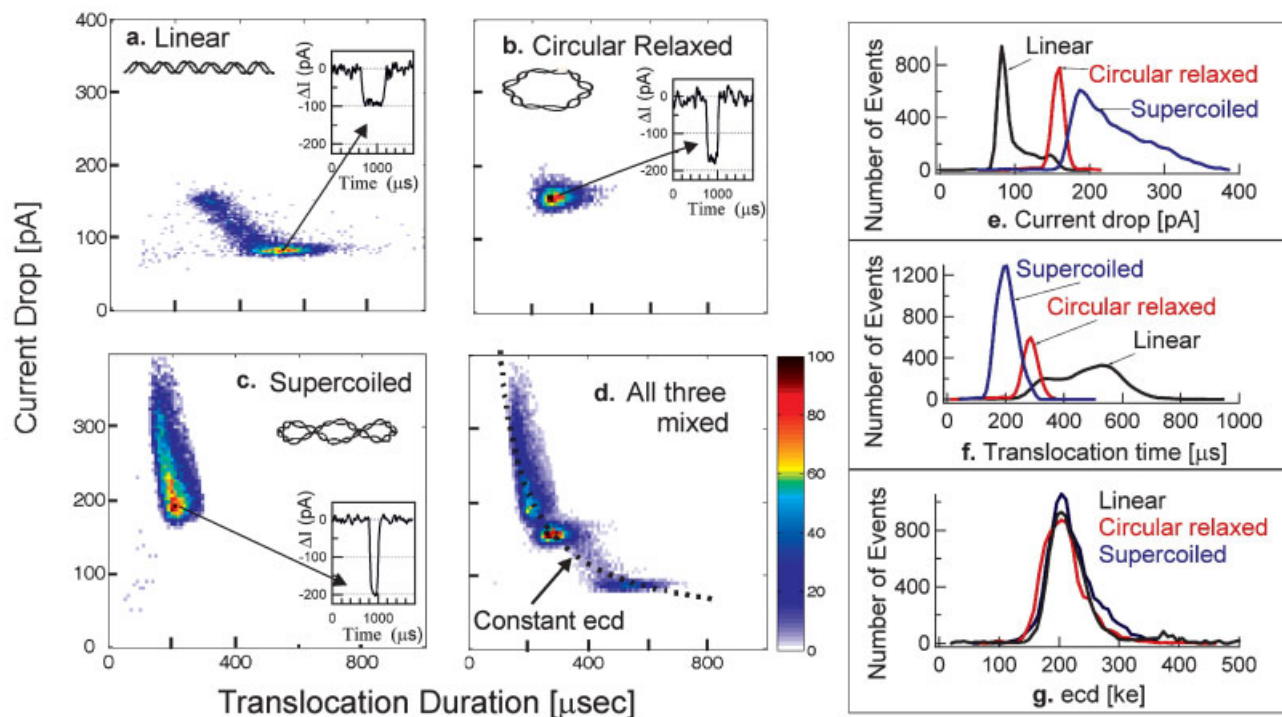 400
300
200
100
0
a. Linear
ΔI (pA)
0
-100
-200
0
1000
Time (μs)
b. Circular Relaxed
ΔI (pA)
0
-100
-200
0
1000
Time (μs)
Current Drop [pA]
300
200
100
0
c. Supercoiled
ΔI (pA)
0
-100
-200
0
1000
Time (μs)
d. All three
mixed
Constant ecd
100
80
60
40
20
0
0
400
800
0
400
800
Translocation Duration [μsec]
Number of Events
800
400
0
Linear
Circular relaxed
Supercoiled
0
100
200
300
400
e. Current drop [pA]
Number of Events
1200
800
400
0
Supercoiled
Circular relaxed
Linear
0
200
400
600
800
1000
f. Translocation time [μs]
Number of Events
800
400
0
Linear
Circular relaxed
Supercoiled
0
100
200
300
400
500
g. ecd [ke]